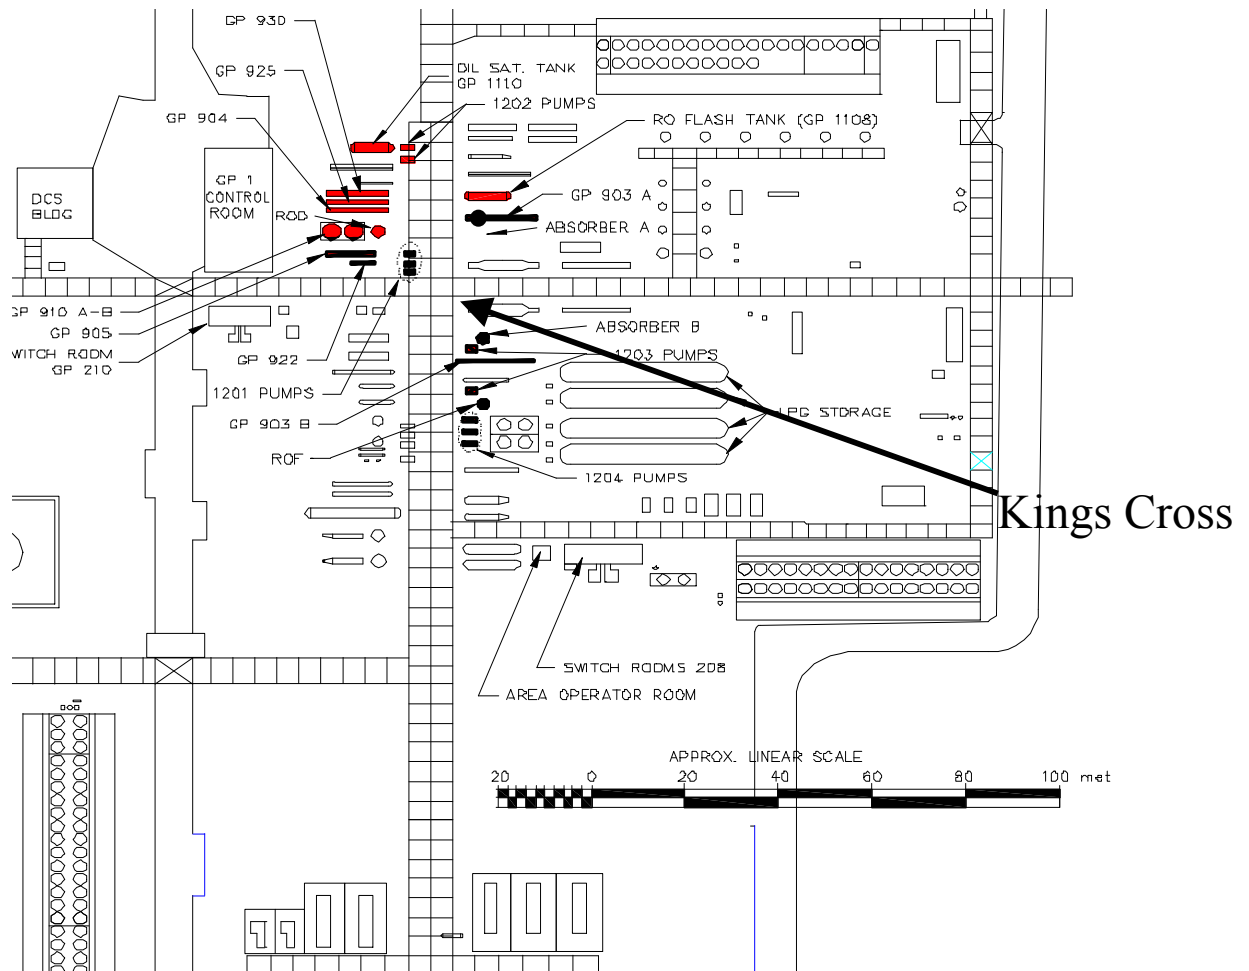 GP 930
GP 925
GP 904
OIL SAT. TANK
GP 1110
1202 PUMPS
RO FLASH TANK (GP 1108)
DCS
BLDG
GP 1
CONTROL
ROOM
ROD
GP 903 A
ABSORBER A
GP 910 A-B
GP 905
WITCH ROOM
GP 210
GP 922
1201 PUMPS
GP 903 B
ROF
ABSORBER B
1203 PUMPS
LPG STORAGE
1204 PUMPS
Kings Cross
SWITCH ROOMS 208
AREA OPERATOR ROOM
APPROX. LINEAR SCALE
20 0 20 40 60 80 100 met